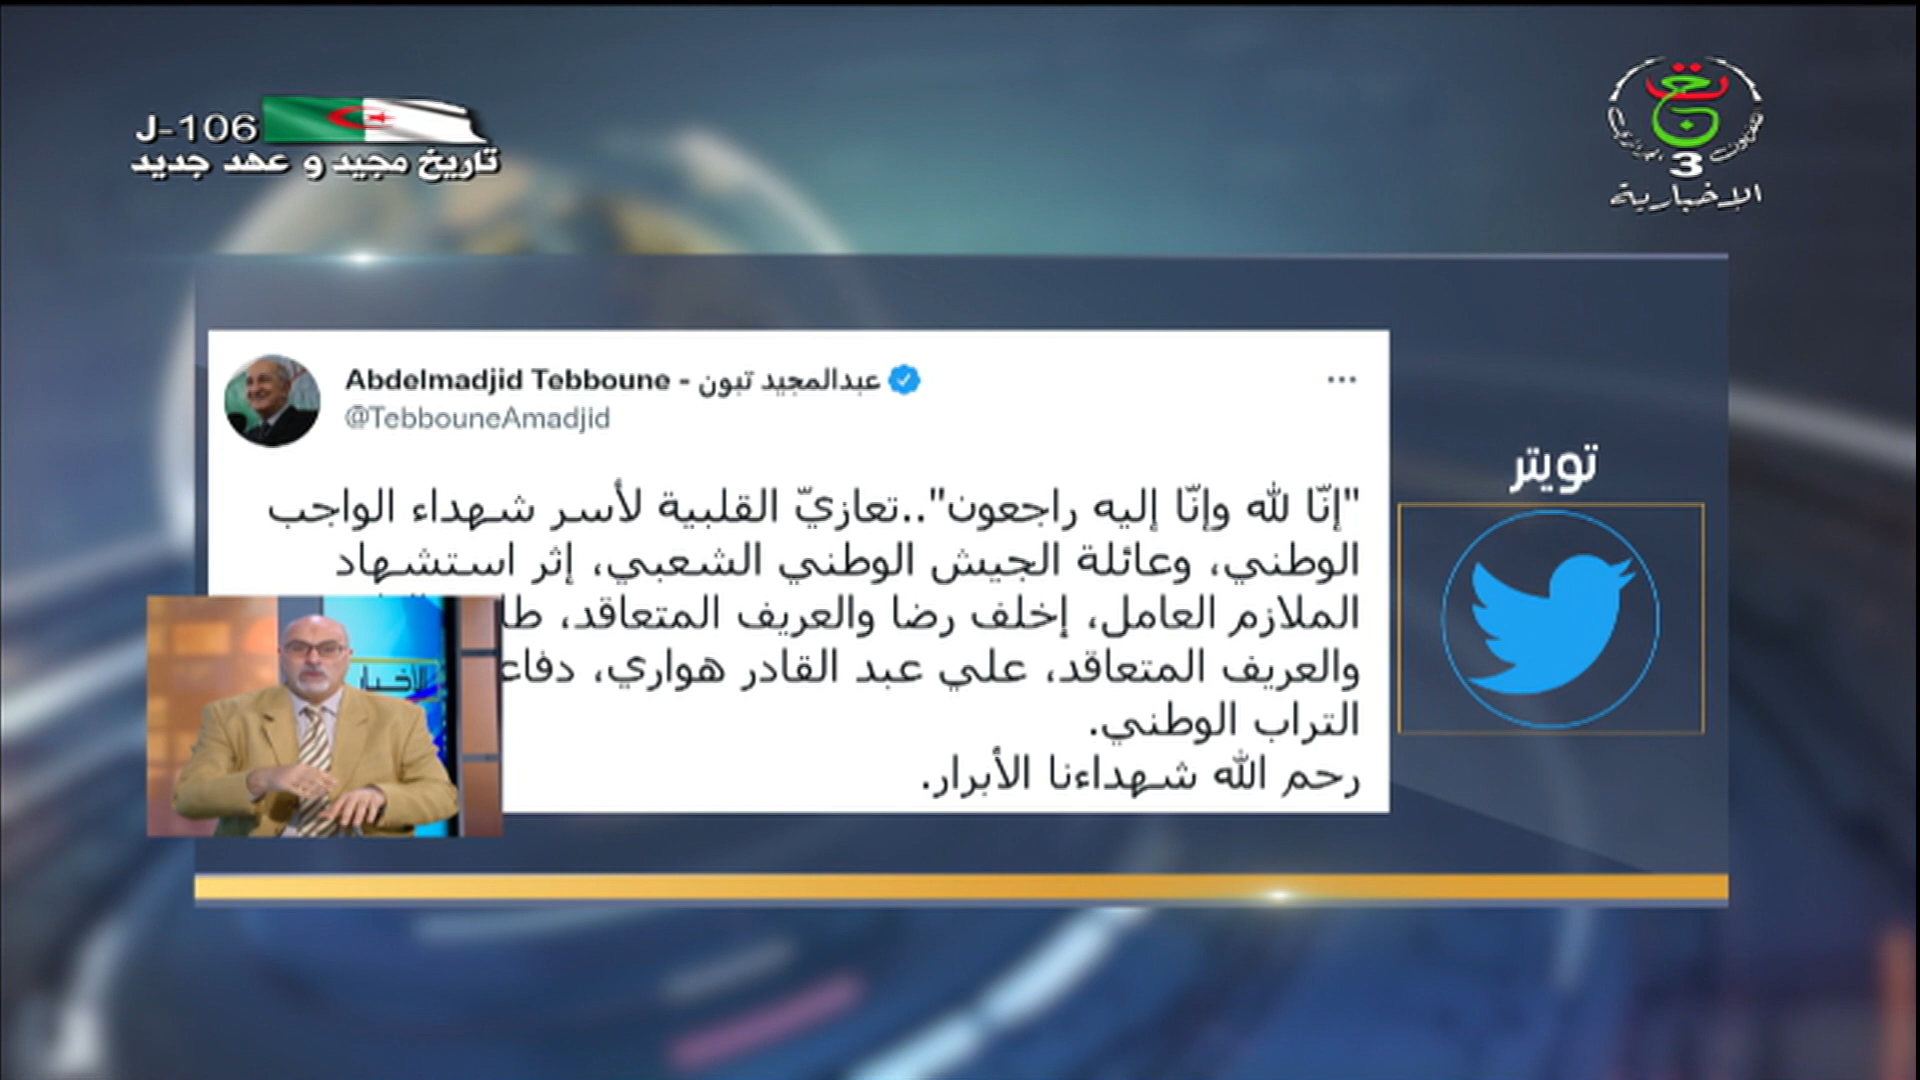 J-106
تاريخ مجيد و عهد جديد
3
الإخبارية
Abdelmadjid Tebboune - عبدالمجيد تبون
@TebbouneAmadjid
"إنّا لله وإنّا إليه راجعون"..تعازيّ القلبية لأسر شهداء الواجب
الوطني، وعائلة الجيش الوطني الشعبي، إثر استشهاد
الملازم العامل، إخلف رضا والعريف المتعاقد،
والعريف المتعاقد، علي عبد القادر هواري،
التراب الوطني.
رحم الله شهداءنا الأبرار.
تويتر
الاخبار